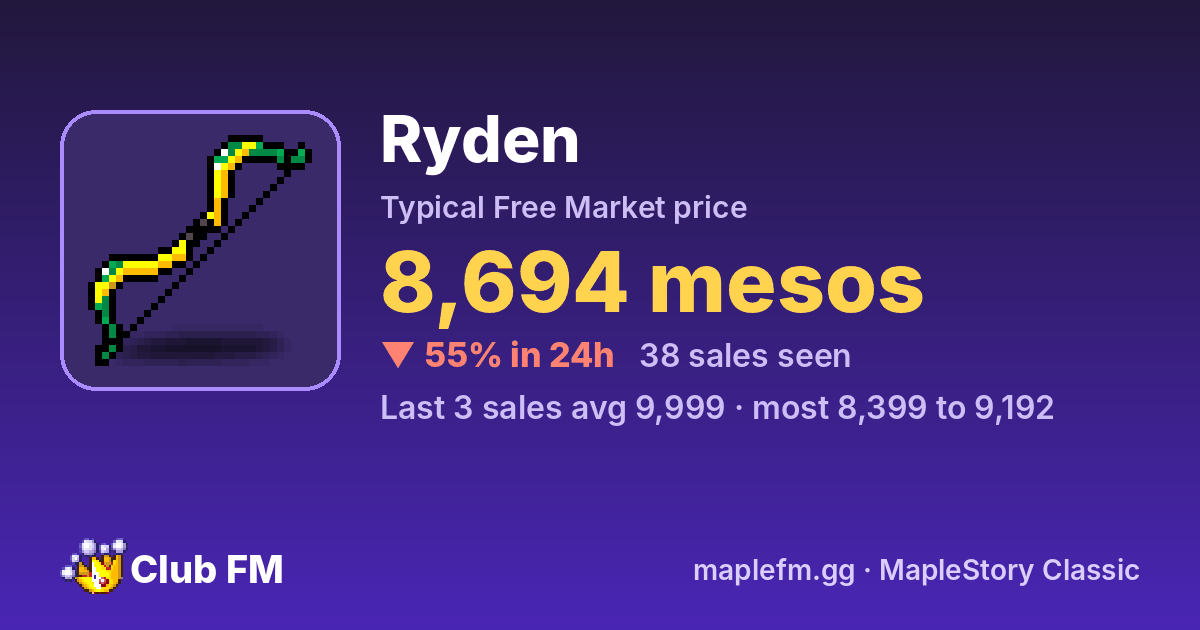 Ryden
Typical Free Market price
8,694 mesos
▼ 55% in 24h 38 sales seen
Last 3 sales avg 9,999 · most 8,399 to 9,192
Club FM
maplefm.gg · MapleStory Classic